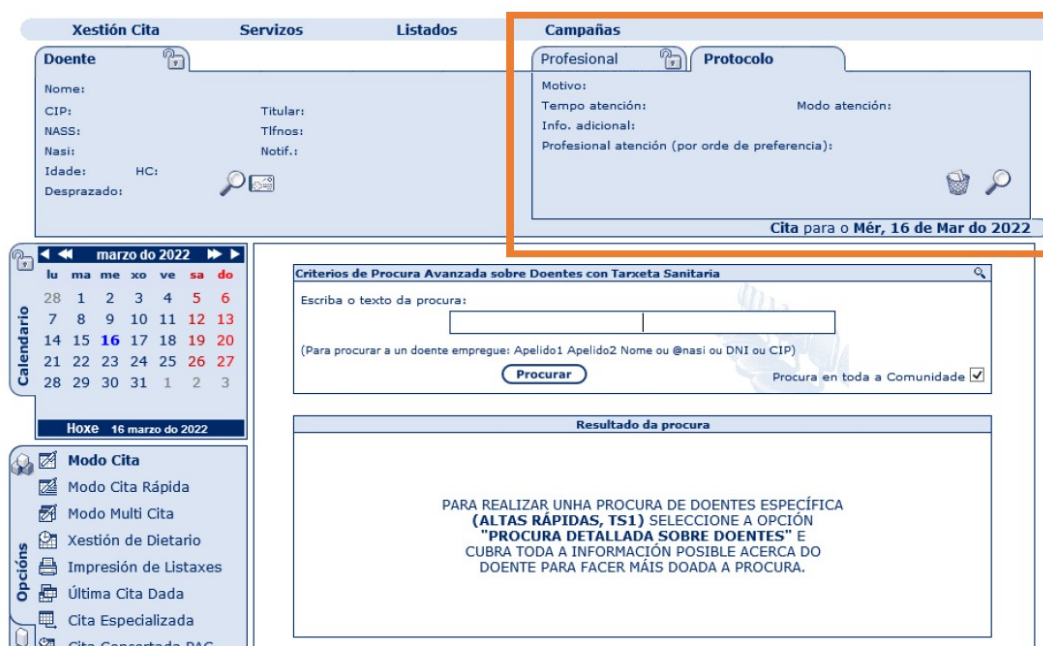 Xestión Cita Servizos Listados Campañas
Doente
Nome:
CIP: Titular:
NASS: Tlfnos:
Nasi: Notif.:
Idade: HC:
Desprazado:
Profesional Protocolo
Motivo:
Tempo atención: Modo atención:
Info. adicional:
Profesional atención (por orde de preferencia):
Cita para o Mér, 16 de Mar do 2022
Calendario
marzo do 2022
lu ma me xo ve sa do
28 1 2 3 4 5 6
7 8 9 10 11 12 13
14 15 16 17 18 19 20
21 22 23 24 25 26 27
28 29 30 31 1 2 3
Hoxe 16 marzo do 2022
Opcións
Modo Cita
Modo Cita Rápida
Modo Multi Cita
Xestión de Dietario
Impresión de Listaxes
Última Cita Dada
Cita Especializada
Cita Concertada PAC
Criterios de Procura Avanzada sobre Doentes con Tarxeta Sanitaria
Escriba o texto da procura:
(Para procurar a un doente empregue: Apelido1 Apelido2 Nome ou @nasi ou DNI ou CIP)
Procurar Procura en toda a Comunidade
Resultado da procura
PARA REALIZAR UNHA PROCURA DE DOENTES ESPECÍFICA
(ALTAS RÁPIDAS, TS1) SELECCIONE A OPCIÓN
"PROCURA DETALLADA SOBRE DOENTES" E
CUBRA TODA A INFORMACIÓN POSIBLE ACERCA DO
DOENTE PARA FACER MÁIS DOADA A PROCURA.